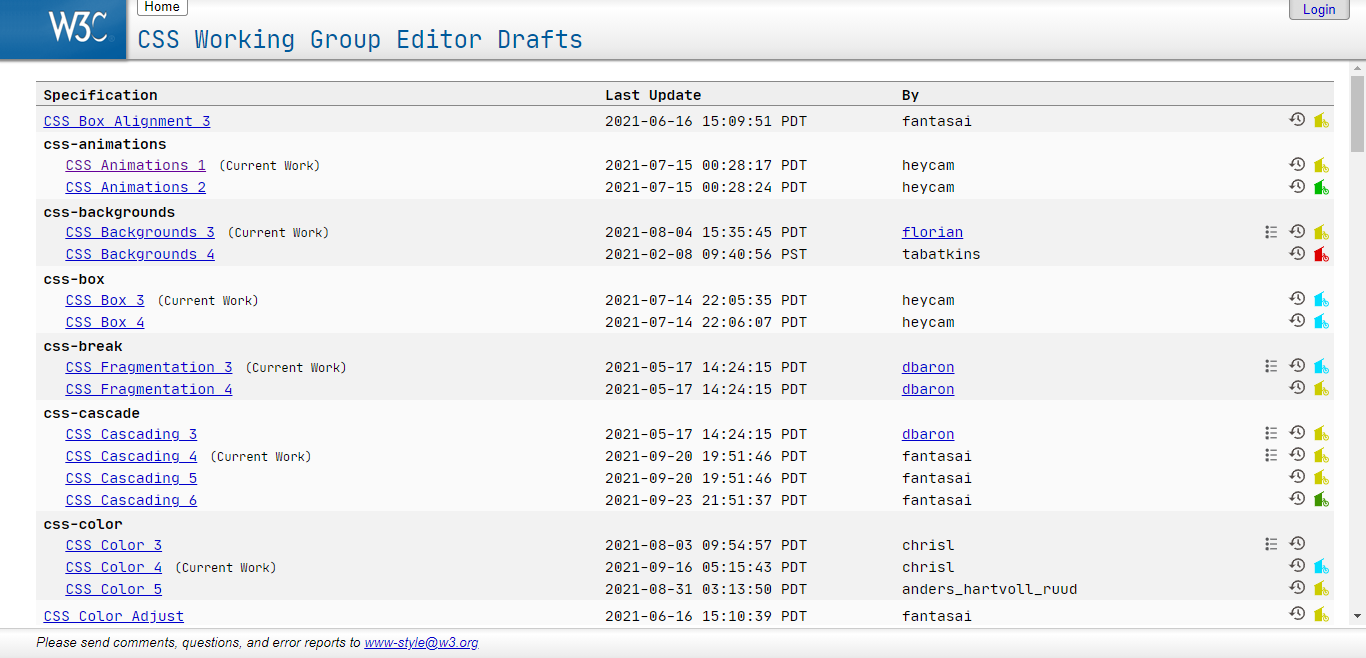 W3C Home Login
CSS Working Group Editor Drafts
Specification Last Update By
CSS Box Alignment 3 2021-06-16 15:09:51 PDT fantasai
css-animations
CSS Animations 1 (Current Work) 2021-07-15 00:28:17 PDT heycam
CSS Animations 2 2021-07-15 00:28:24 PDT heycam
css-backgrounds
CSS Backgrounds 3 (Current Work) 2021-08-04 15:35:45 PDT florian
CSS Backgrounds 4 2021-02-08 09:40:56 PST tabatkins
css-box
CSS Box 3 (Current Work) 2021-07-14 22:05:35 PDT heycam
CSS Box 4 2021-07-14 22:06:07 PDT heycam
css-break
CSS Fragmentation 3 (Current Work) 2021-05-17 14:24:15 PDT dbaron
CSS Fragmentation 4 2021-05-17 14:24:15 PDT dbaron
css-cascade
CSS Cascading 3 2021-05-17 14:24:15 PDT dbaron
CSS Cascading 4 (Current Work) 2021-09-20 19:51:46 PDT fantasai
CSS Cascading 5 2021-09-20 19:51:46 PDT fantasai
CSS Cascading 6 2021-09-23 21:51:37 PDT fantasai
css-color
CSS Color 3 2021-08-03 09:54:57 PDT chrisl
CSS Color 4 (Current Work) 2021-09-16 05:15:43 PDT chrisl
CSS Color 5 2021-08-31 03:13:50 PDT anders_hartvoll_ruud
CSS Color Adjust 2021-06-16 15:10:39 PDT fantasai
Please send comments, questions, and error reports to www-style@w3.org